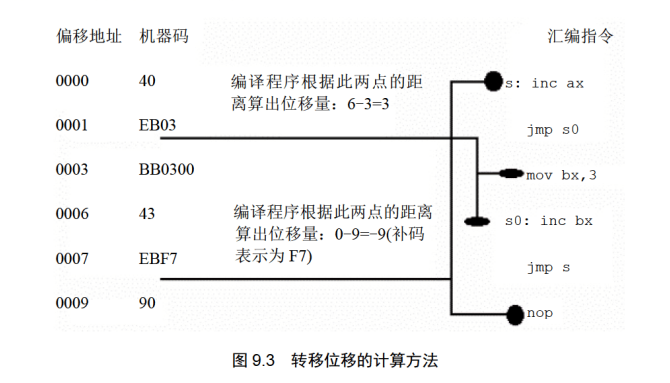 偏移地址 机器码 汇编指令
0000 40 编译程序根据此两点的距 s: inc ax
离算出位移量：6-3=3
0001 EB03 jmp s0
0003 BB0300 mov bx,3
0006 43 编译程序根据此两点的距离 s0: inc bx
算出位移量：0-9=-9(补码
0007 EBF7 表示为 F7) jmp s
0009 90 nop
图 9.3 转移位移的计算方法